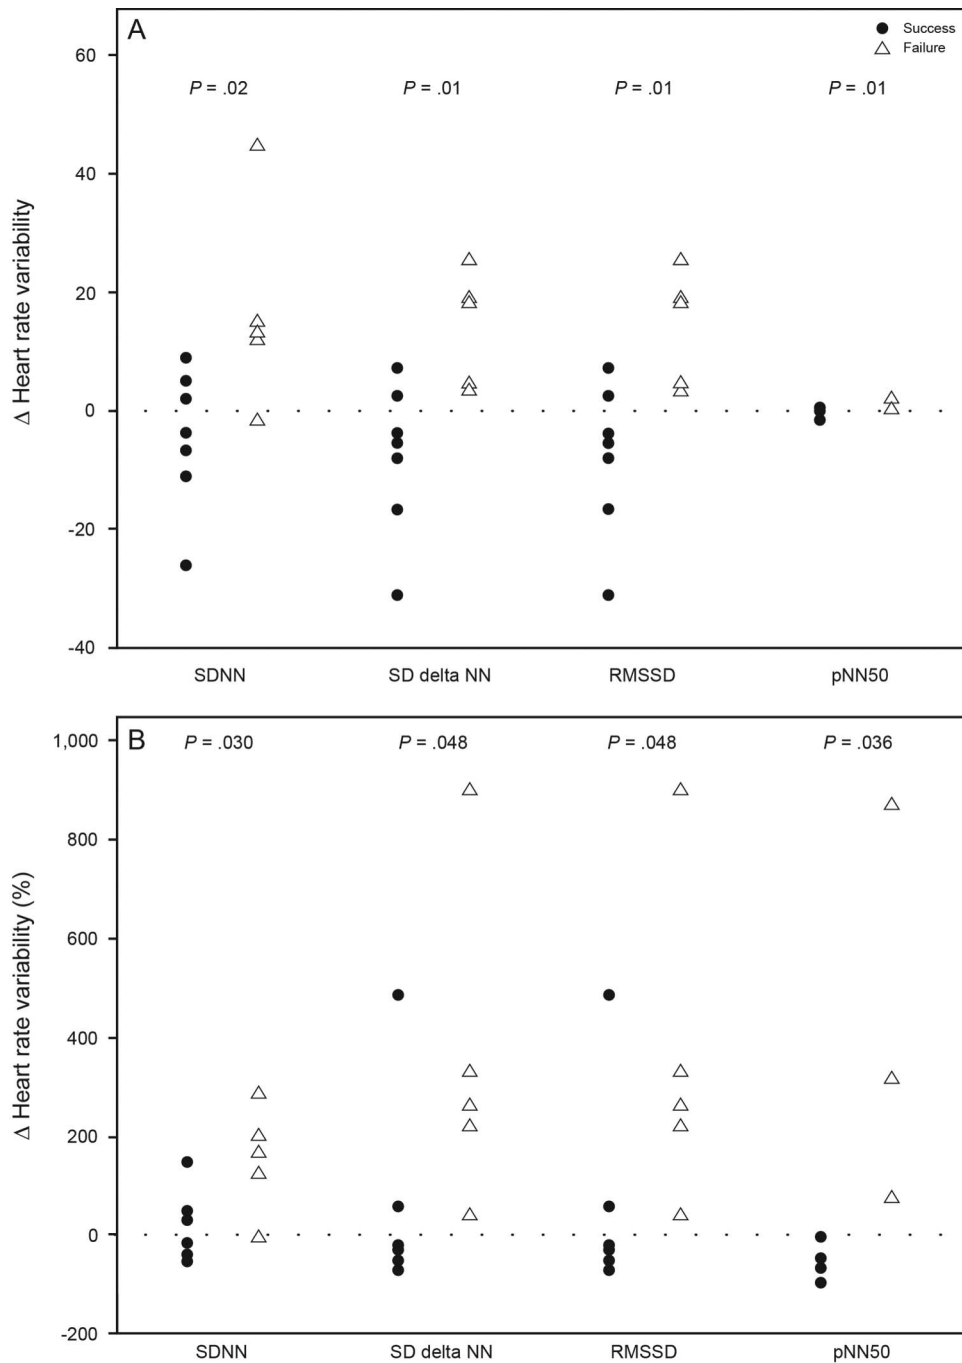 A
Success
Failure
60
P = .02 P = .01 P = .01 P = .01
40
20
0
-20
-40
Δ Heart rate variability
SDNN SD delta NN RMSSD pNN50
B
1,000
P = .030 P = .048 P = .048 P = .036
800
600
400
200
0
-200
Δ Heart rate variability (%)
SDNN SD delta NN RMSSD pNN50